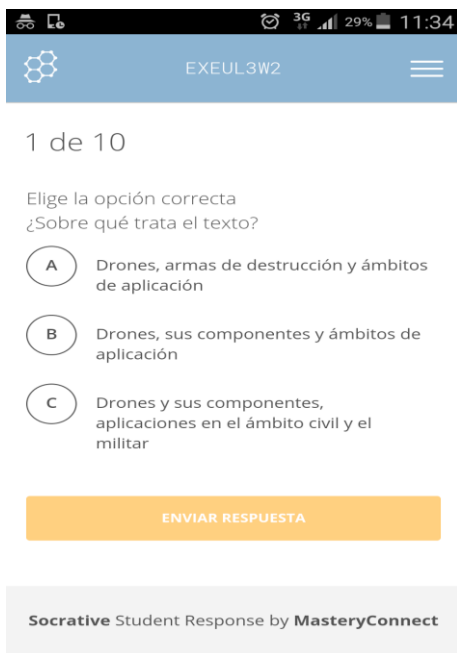 3G 29% 11:34
EXEUL3W2
1 de 10
Elige la opción correcta
¿Sobre qué trata el texto?
A Drones, armas de destrucción y ámbitos
de aplicación
B Drones, sus componentes y ámbitos de
aplicación
C Drones y sus componentes,
aplicaciones en el ámbito civil y el
militar
ENVIAR RESPUESTA
Socrative Student Response by MasteryConnect